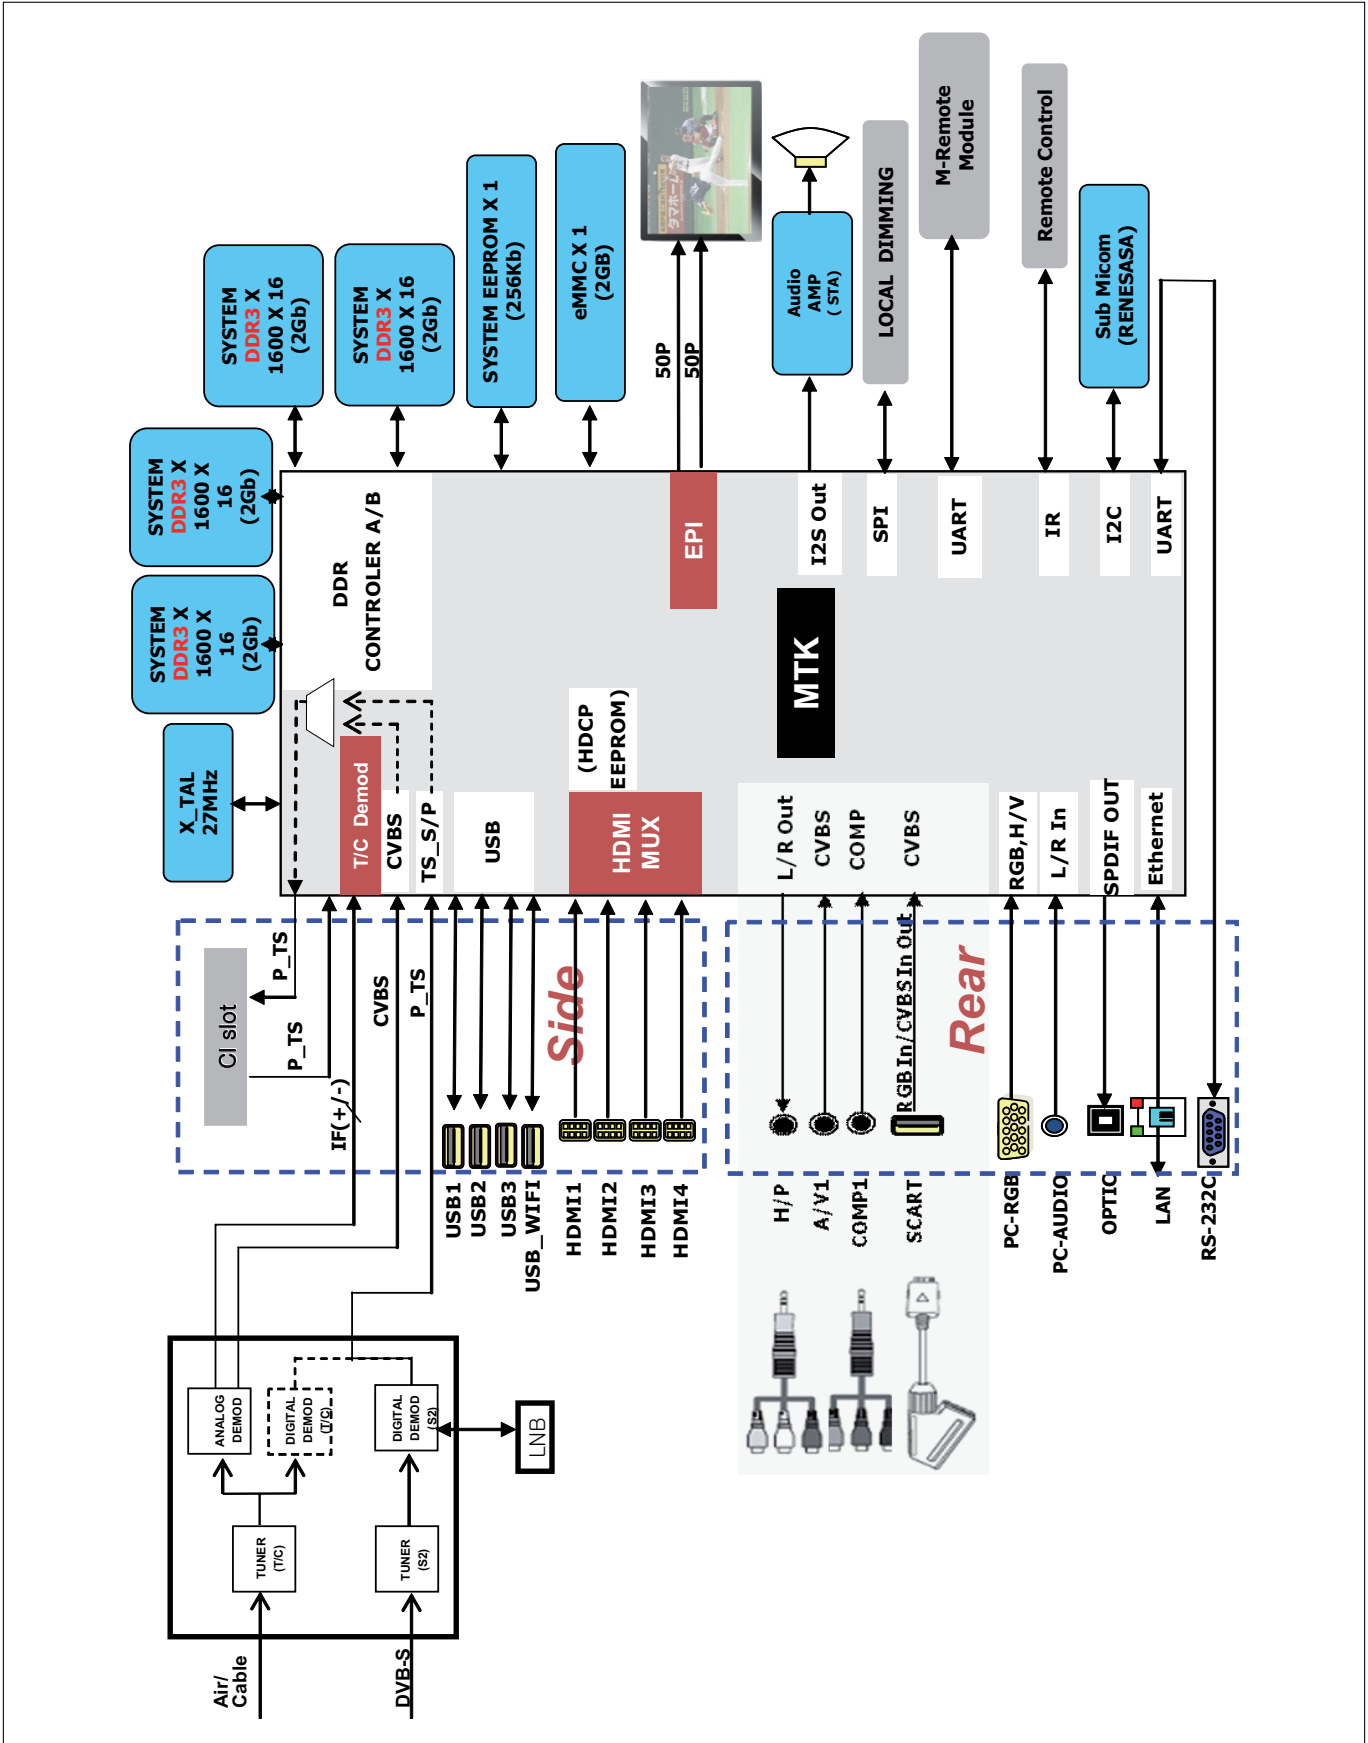 Air/
Cable
DVB-S
TUNER
(T/C)
TUNER
(S2)
ANALOG
DEMOD
DIGITAL
DEMOD
(T/C)
DIGITAL
DEMOD
(S2)
LNB
IF(+/-)
CVBS
P_TS
CI slot
P_TS
P_TS
X_TAL
27MHz
SYSTEM
DDR3 X
1600 X
16
(2Gb)
SYSTEM
DDR3 X
1600 X
16
(2Gb)
SYSTEM
DDR3 X
1600 X 16
(2Gb)
SYSTEM
DDR3 X
1600 X 16
(2Gb)
SYSTEM EEPROM X 1
(256Kb)
eMMC X 1
(2GB)
DDR
CONTROLER A/B
T/C Demod
CVBS
TS_S/P
USB
HDMI
MUX
(HDCP
EEPROM)
USB1
USB2
USB3
USB_WIFI
HDMI1
HDMI2
HDMI3
HDMI4
Side
EPI
50P
50P
タマホーム
MTK
I2S Out
Audio
AMP
( STA)
SPI
LOCAL DIMMING
UART
M-Remote
Module
IR
Remote Control
I2C
Sub Micom
(RENESASA)
UART
H/P
A/V1
COMP1
SCART
L/R Out
CVBS
COMP
CVBS
RGB In/CVBS In Out
Rear
PC-RGB
PC-AUDIO
OPTIC
LAN
RS-232C
RGB,H/V
L/R In
SPDIF OUT
Ethernet